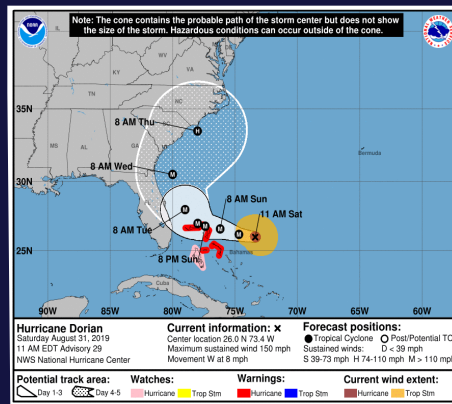 Note: The cone contains the probable path of the storm center but does not show
the size of the storm. Hazardous conditions can occur outside of the cone.
NOAA
IL
WV
KY
VA
TN
NC
35N
SC
8 AM Thu
H
MS
AL
GA
Bermuda
8 AM Wed
M
30N
8 AM Sun
M
11 AM Sat
8 AM Tue
M
M
M
M
25N
8 PM Sun
Bahamas
Cuba
90W
85W
80W
75W
70W
65W
60W
Hurricane Dorian
Saturday August 31, 2019
11 AM EDT Advisory 29
NWS National Hurricane Center
Current information: ×
Center location 26.0 N 73.4 W
Maximum sustained wind 150 mph
Movement W at 8 mph
Forecast positions:
Tropical Cyclone Post/Potential TC
Sustained winds: D < 39 mph
S 39-73 mph H 74-110 mph M > 110 mph
Potential track area:
Day 1-3 Day 4-5
Watches:
Hurricane Trop Stm
Warnings:
Hurricane Trop Stm
Current wind extent:
Hurricane Trop Stm